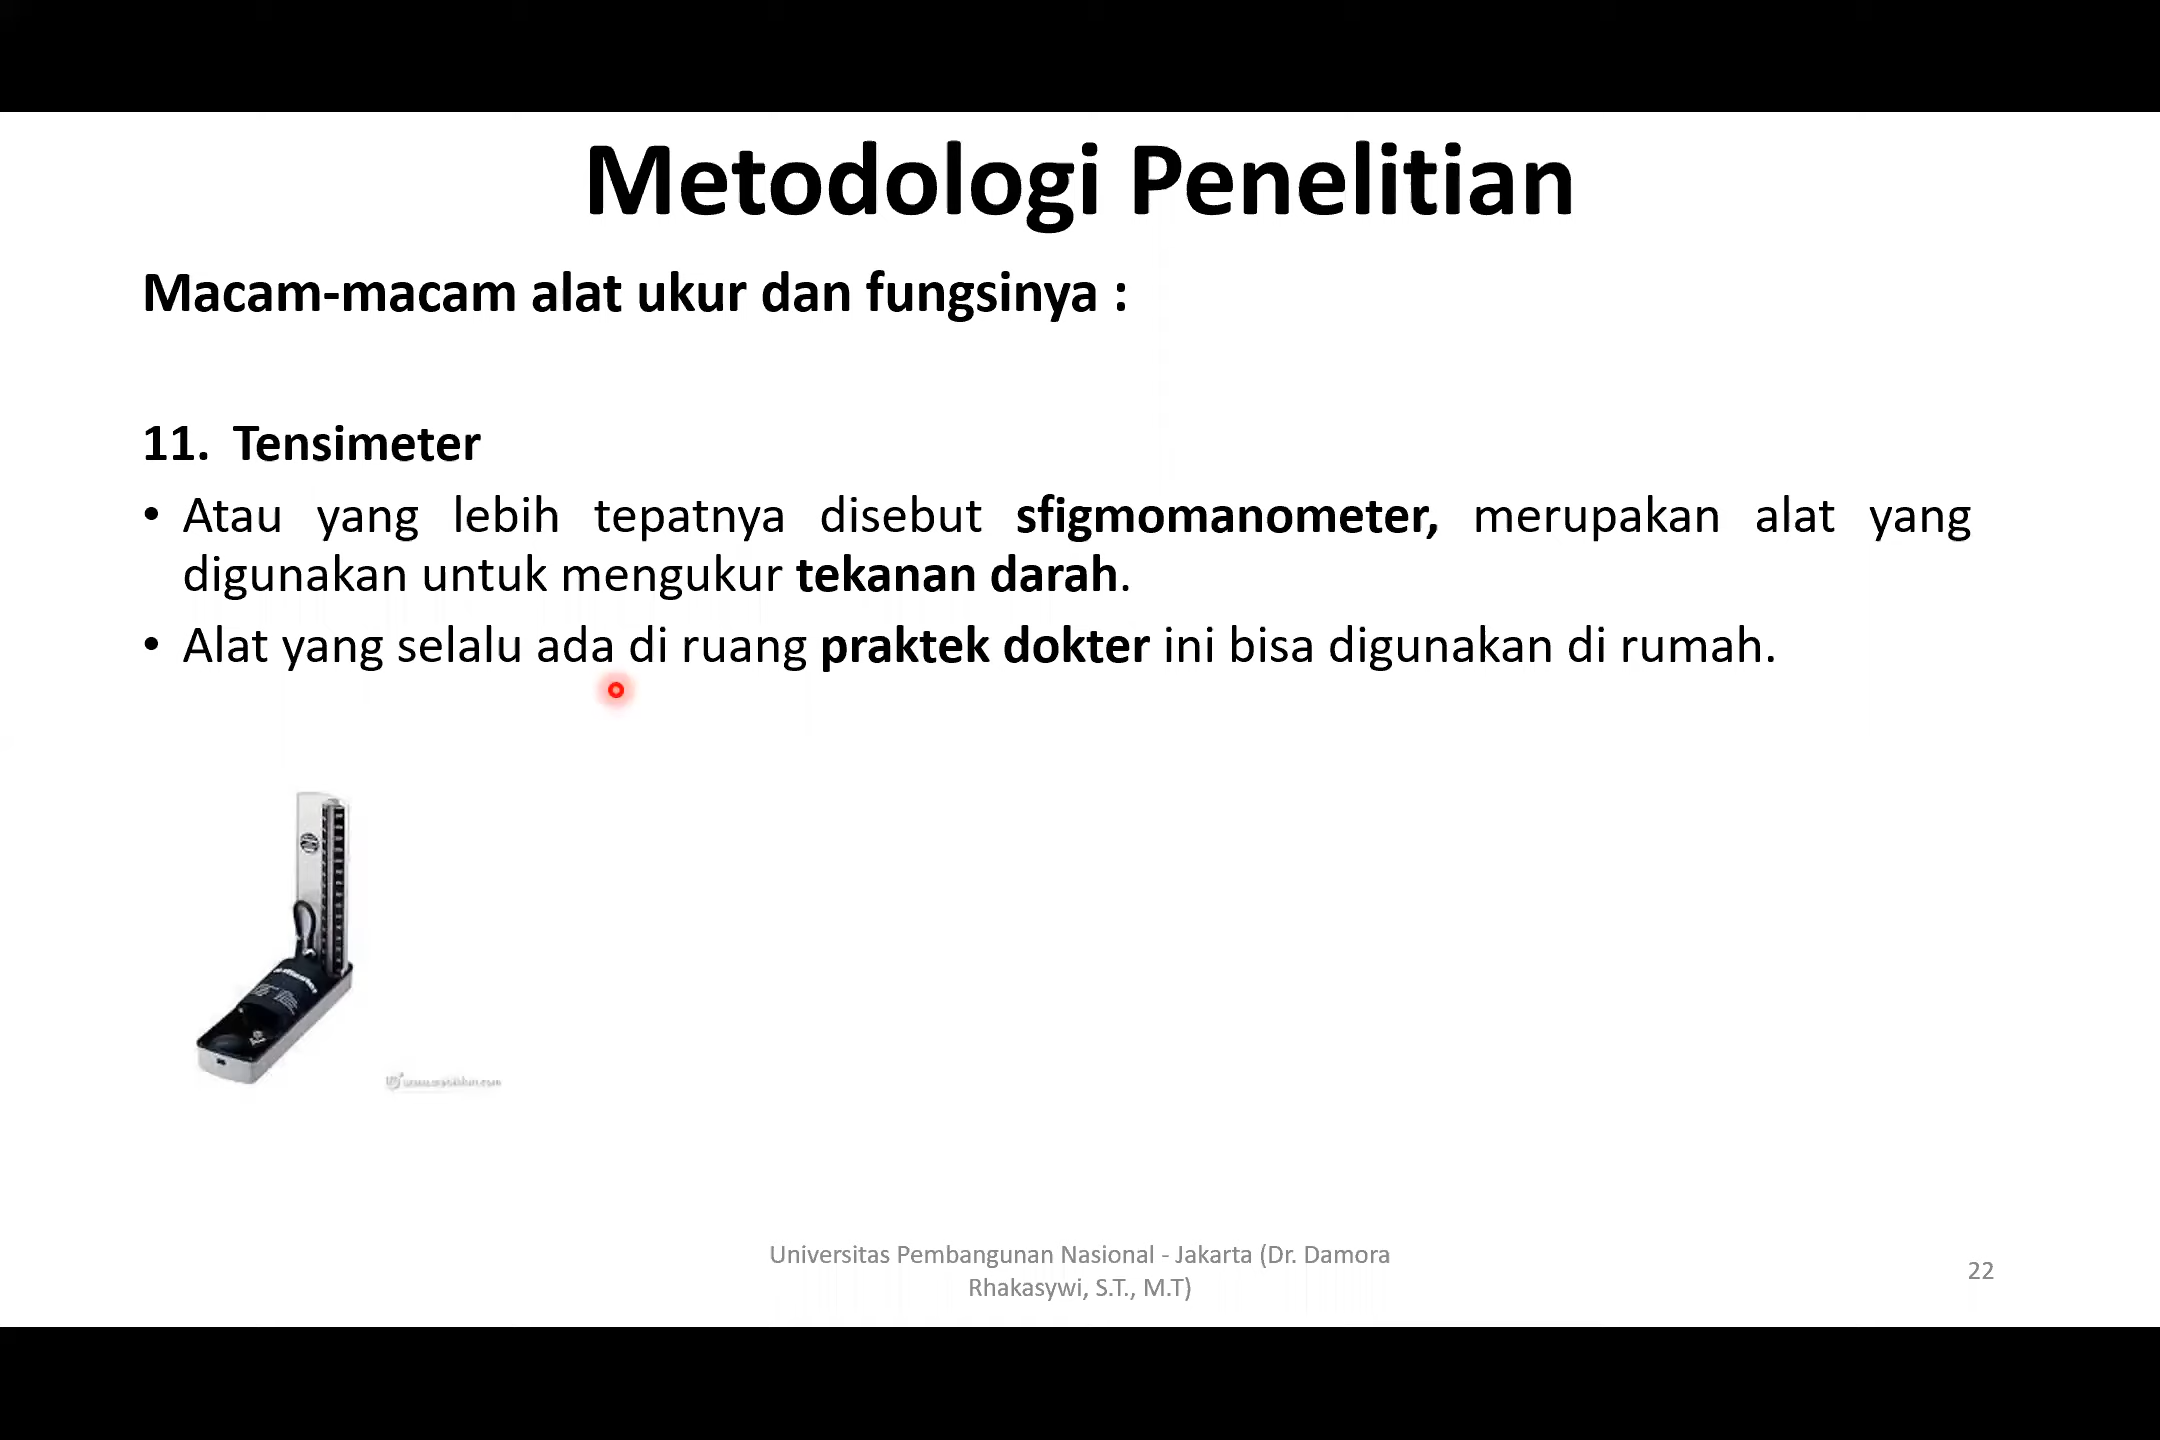 Metodologi Penelitian
Macam-macam alat ukur dan fungsinya :
11. Tensimeter
• Atau yang lebih tepatnya disebut sfigmomanometer, merupakan alat yang
digunakan untuk mengukur tekanan darah.
• Alat yang selalu ada di ruang praktek dokter ini bisa digunakan di rumah.
Universitas Pembangunan Nasional - Jakarta (Dr. Damora
Rhakasywi, S.T., M.T)
22